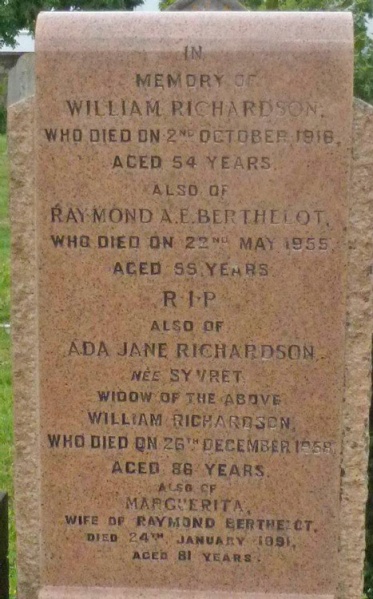 IN
MEMORY OF
WILLIAM RICHARDSON,
WHO DIED ON 2ND OCTOBER 1918,
AGED 54 YEARS.
ALSO OF
RAYMOND A.E. BERTHELOT,
WHO DIED ON 22ND MAY 1955,
AGED 55 YEARS
R.I.P
ALSO OF
ADA JANE RICHARDSON
NÉE SYVRET
WIDOW OF THE ABOVE
WILLIAM RICHARDSON,
WHO DIED ON 26TH DECEMBER 1958,
AGED 86 YEARS.
ALSO OF
MARGUERITA,
WIFE OF RAYMOND BERTHELOT,
DIED 24TH, JANUARY 1991,
AGED 81 YEARS.